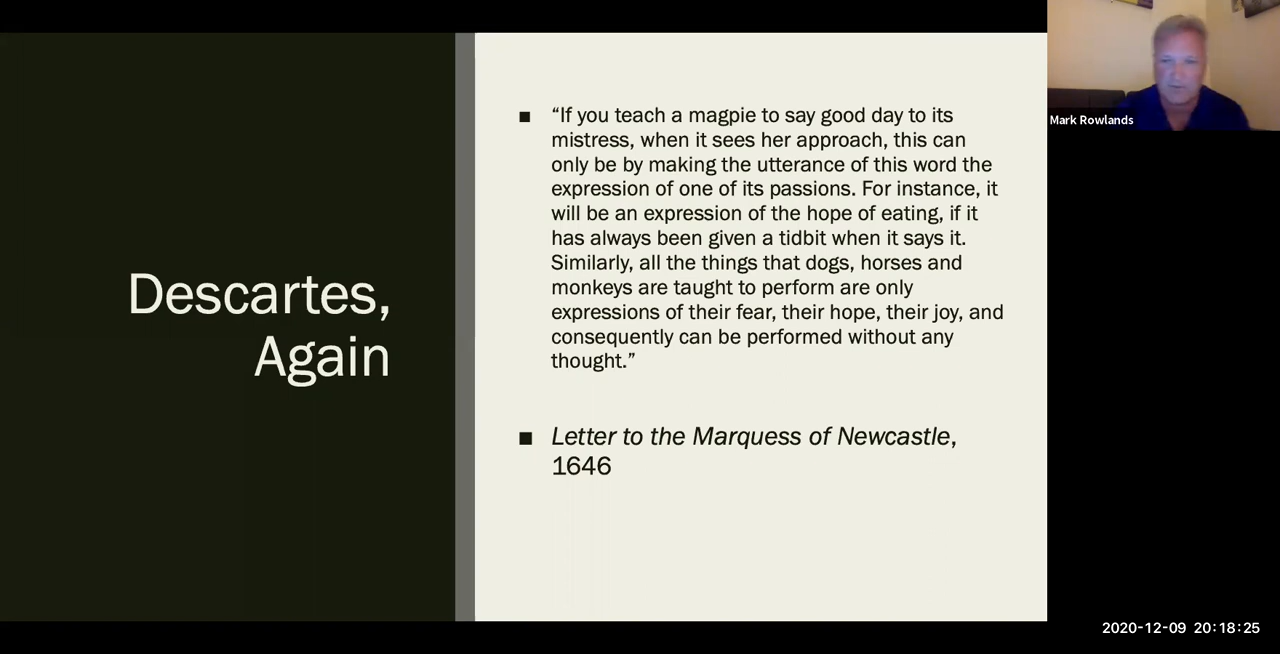 Descartes,
Again
▪ “If you teach a magpie to say good day to its
mistress, when it sees her approach, this can
only be by making the utterance of this word the
expression of one of its passions. For instance, it
will be an expression of the hope of eating, if it
has always been given a tidbit when it says it.
Similarly, all the things that dogs, horses and
monkeys are taught to perform are only
expressions of their fear, their hope, their joy, and
consequently can be performed without any
thought.”
▪ Letter to the Marquess of Newcastle,
1646
Mark Rowlands
2020-12-09 20:18:25